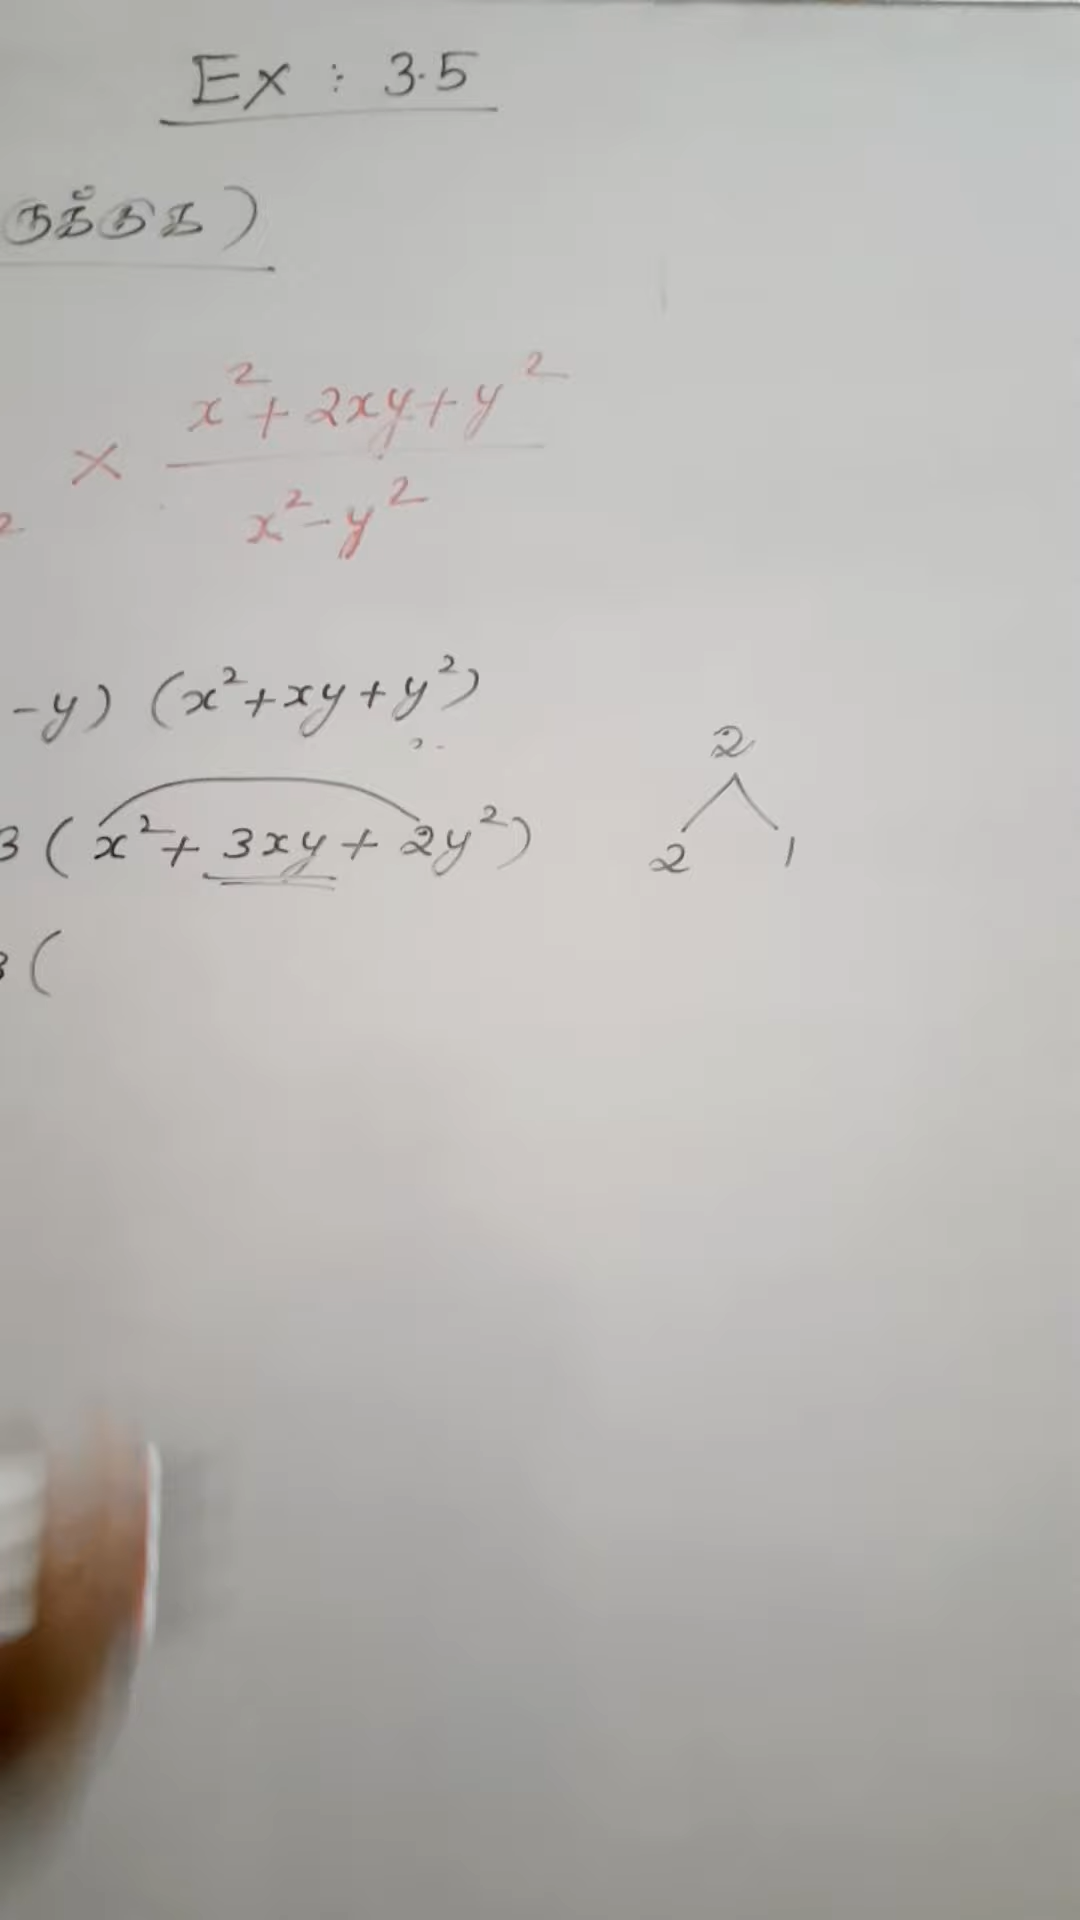 Ex : 3.5
ருக்குக)
x² + 2xy + y²
×
x² - y²
2
- y) (x² + xy + y²)
2
3 ( x² + 3xy + 2y²)
2 1
3 (